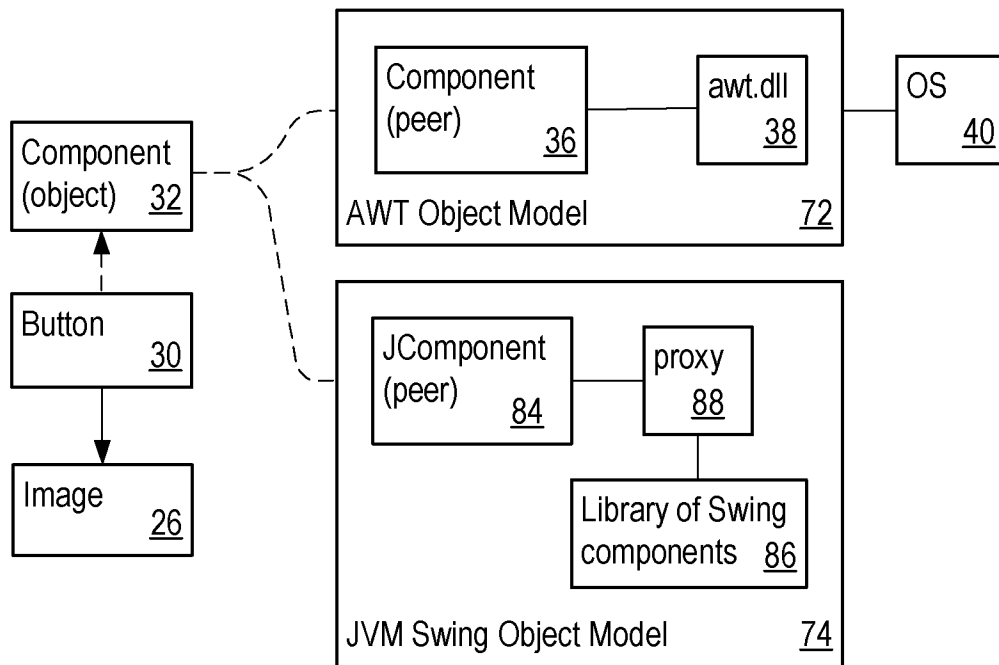 Component
(object) 32
Button
30
Image
26
Component
(peer)
36
awt.dll
38
AWT Object Model 72
OS
40
JComponent
(peer)
84
proxy
88
Library of Swing
components 86
JVM Swing Object Model 74